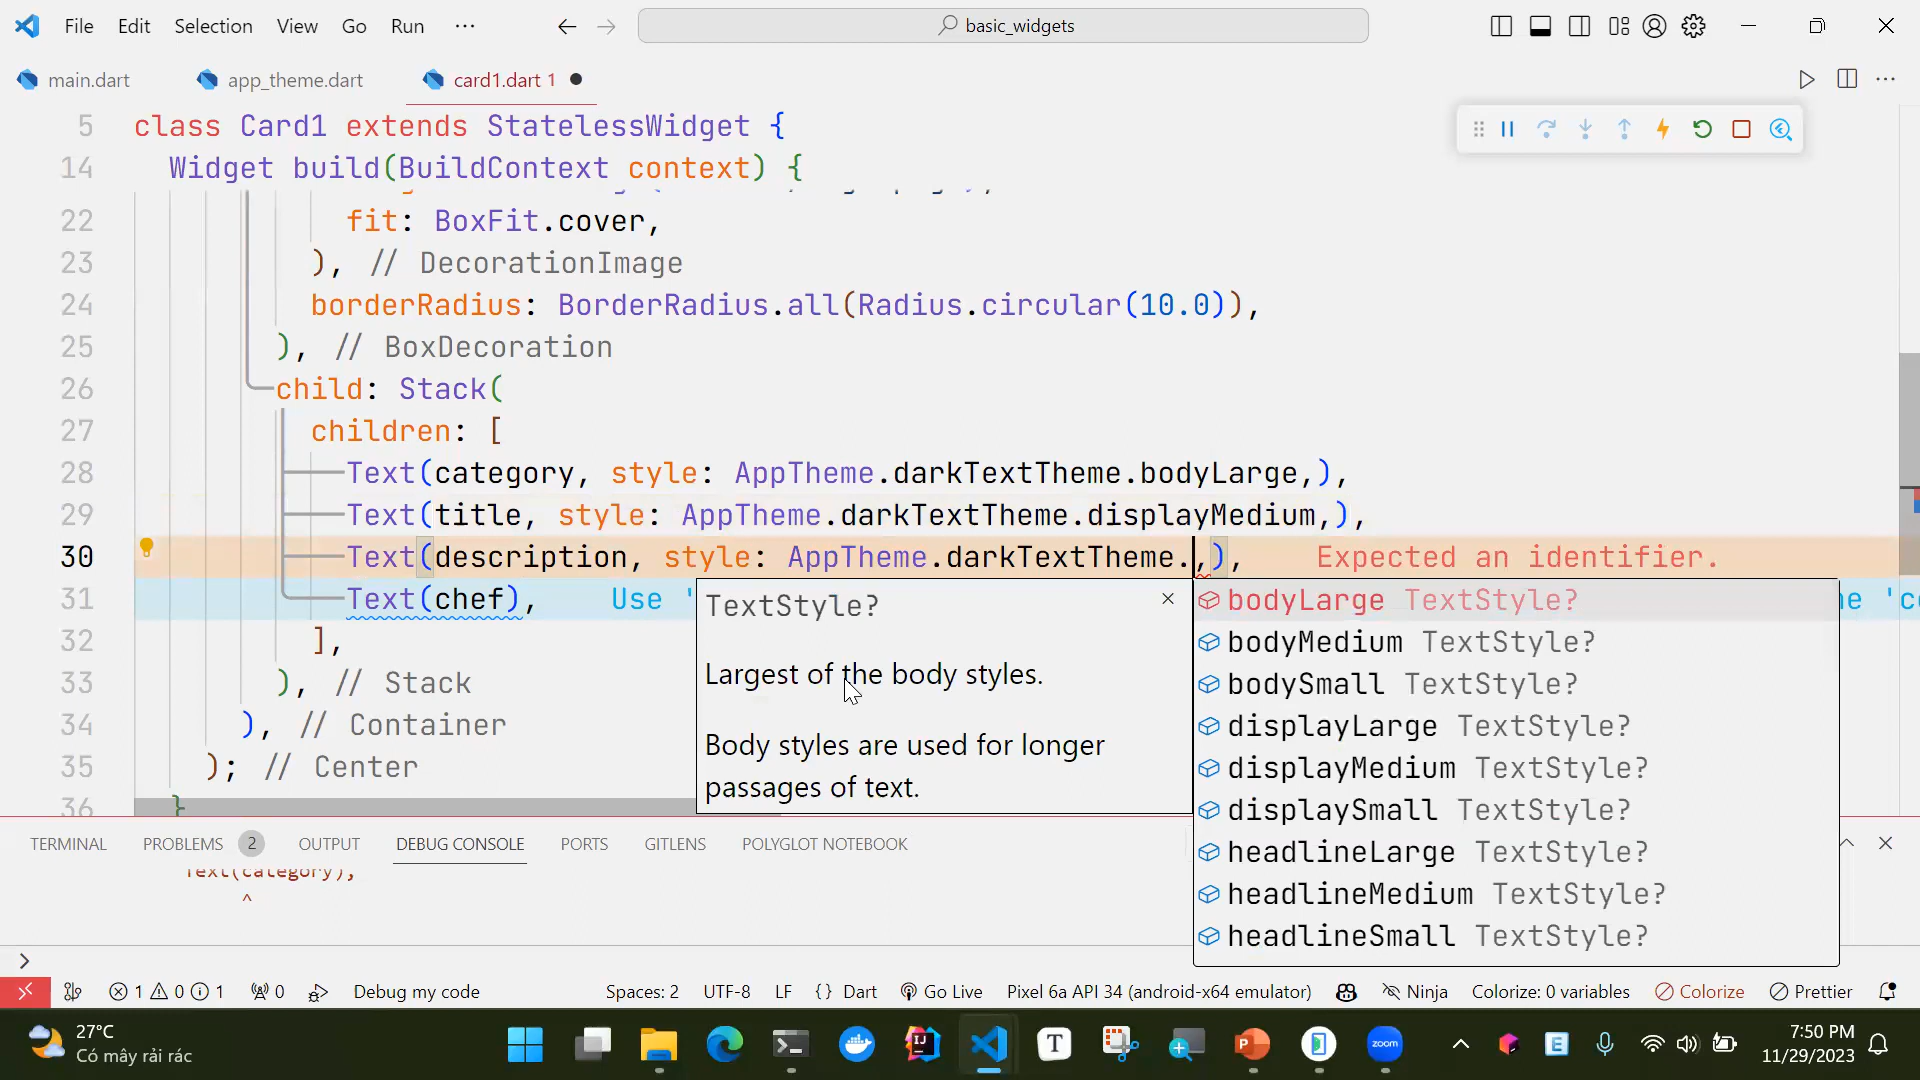 File Edit Selection View Go Run ··· basic_widgets
main.dart app_theme.dart card1.dart 1
5 class Card1 extends StatelessWidget {
14 Widget build(BuildContext context) {
22 fit: BoxFit.cover,
23 ), // DecorationImage
24 borderRadius: BorderRadius.all(Radius.circular(10.0)),
25 ), // BoxDecoration
26 child: Stack(
27 children: [
28 Text(category, style: AppTheme.darkTextTheme.bodyLarge,),
29 Text(title, style: AppTheme.darkTextTheme.displayMedium,),
30 Text(description, style: AppTheme.darkTextTheme.,), Expected an identifier.
31 Text(chef), Use '
32 ],
33 ), // Stack
34 ), // Container
35 ); // Center
36 }
TextStyle?
Largest of the body styles.
Body styles are used for longer
passages of text.
bodyLarge TextStyle?
bodyMedium TextStyle?
bodySmall TextStyle?
displayLarge TextStyle?
displayMedium TextStyle?
displaySmall TextStyle?
headlineLarge TextStyle?
headlineMedium TextStyle?
headlineSmall TextStyle?
TERMINAL PROBLEMS 2 OUTPUT DEBUG CONSOLE PORTS GITLENS POLYGLOT NOTEBOOK
Text(category),
^
>
1 0 1 0 Debug my code Spaces: 2 UTF-8 LF {} Dart Go Live Pixel 6a API 34 (android-x64 emulator) Ninja Colorize: 0 variables Colorize Prettier
27°C
Có mây rải rác
zoom
7:50 PM
11/29/2023